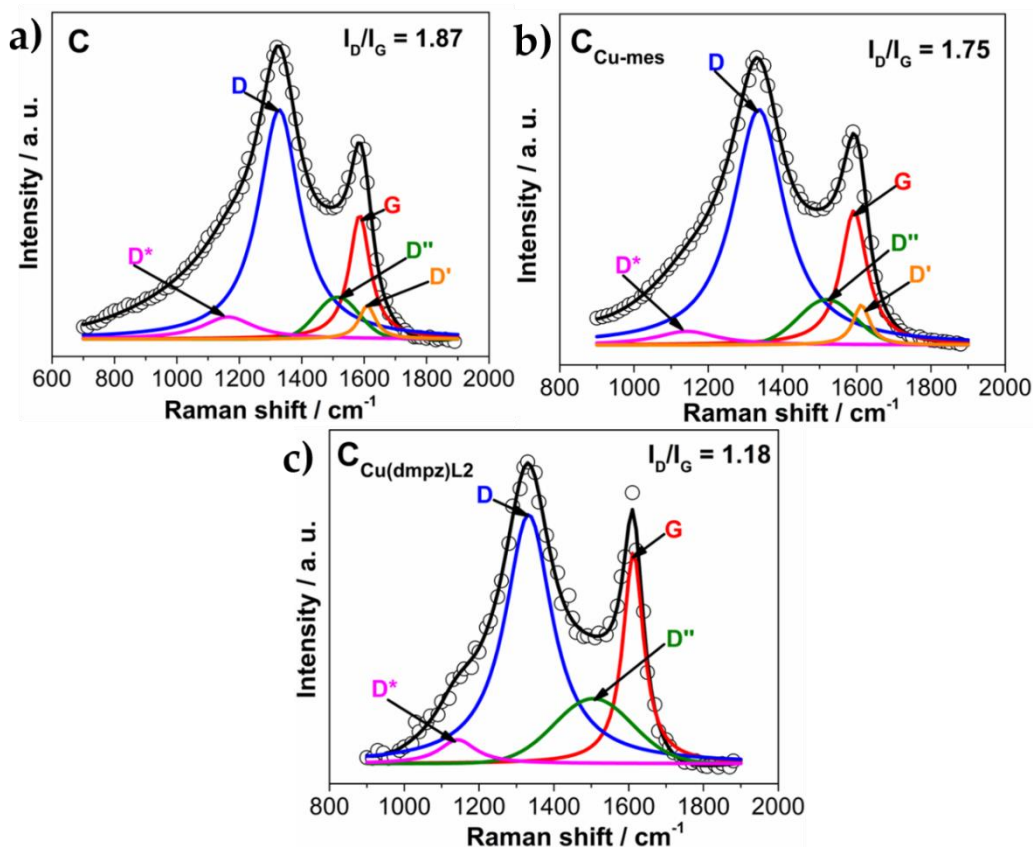 a)
C
I_D/I_G = 1.87
D
G
D*
D"
D'
Intensity / a. u.
600 800 1000 1200 1400 1600 1800 2000
Raman shift / cm⁻¹
b)
C_Cu-mes
I_D/I_G = 1.75
D
G
D*
D"
D'
Intensity / a. u.
800 1000 1200 1400 1600 1800 2000
Raman shift / cm⁻¹
c)
C_Cu(dmpz)L2
I_D/I_G = 1.18
D
G
D"
D*
Intensity / a. u.
800 1000 1200 1400 1600 1800 2000
Raman shift / cm⁻¹